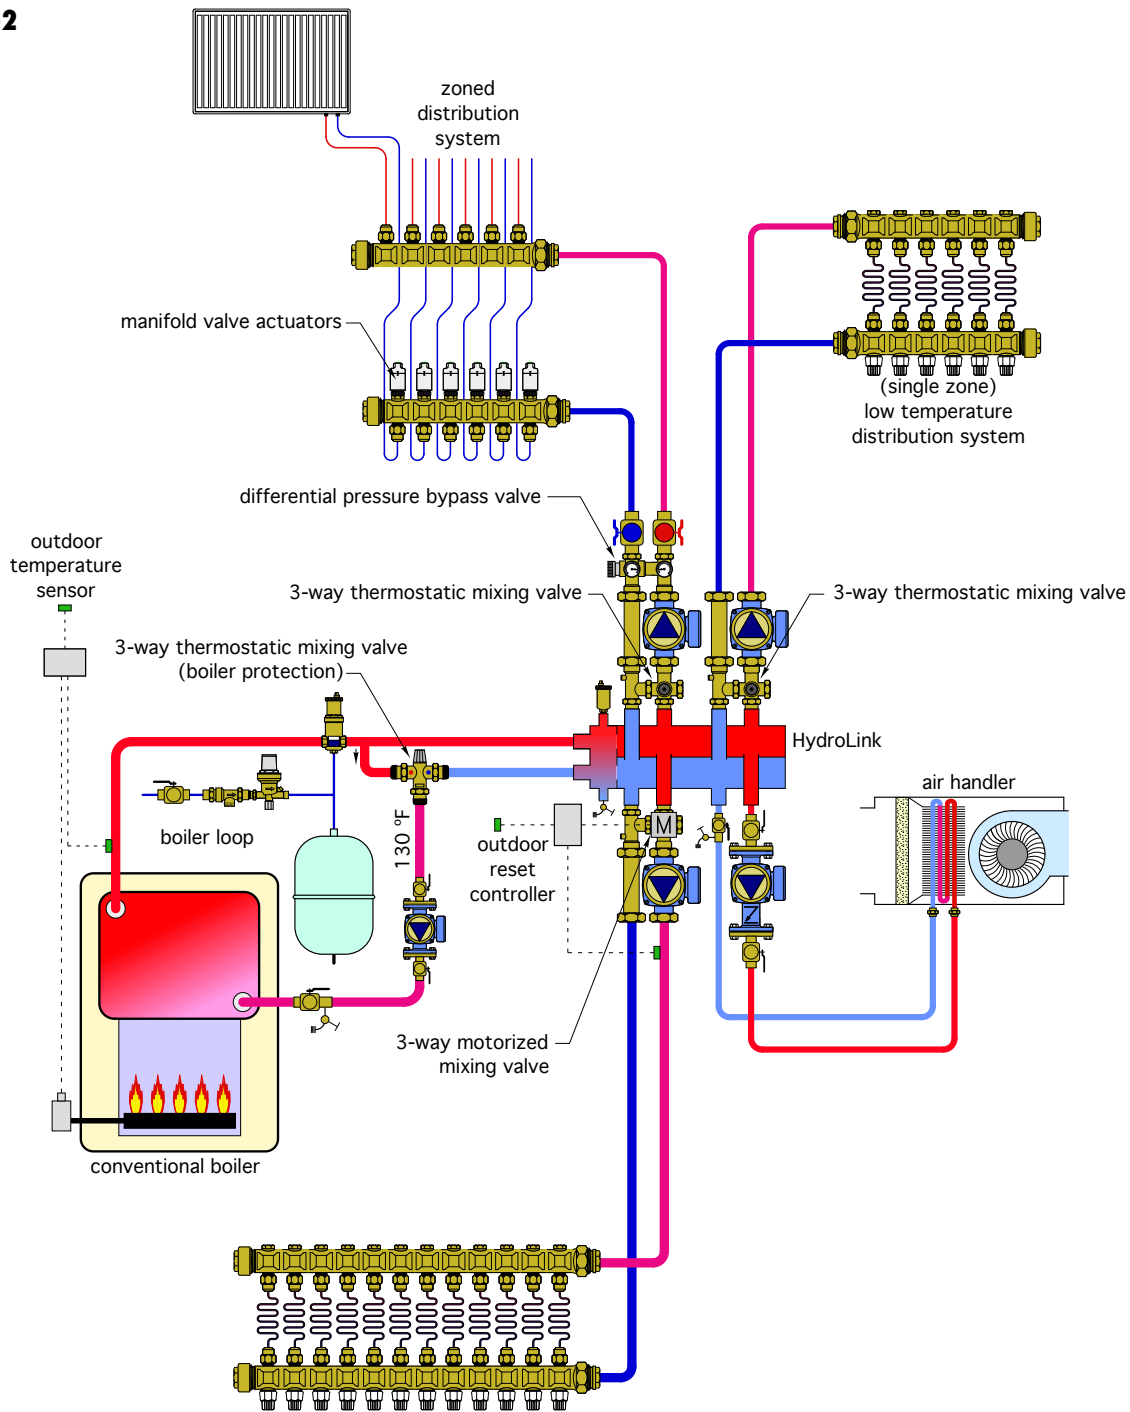 2
zoned
distribution
system
manifold valve actuators
(single zone)
low temperature
distribution system
differential pressure bypass valve
outdoor
temperature
sensor
3-way thermostatic mixing valve
3-way thermostatic mixing valve
3-way thermostatic mixing valve
(boiler protection)
HydroLink
air handler
boiler loop
130 ºF
M
outdoor
reset
controller
Z
3-way motorized
mixing valve
conventional boiler